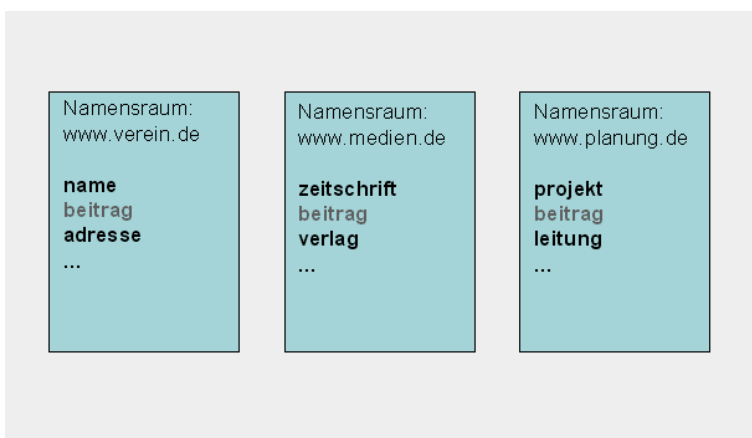 Namensraum:
www.verein.de
name
beitrag
adresse
...
Namensraum:
www.medien.de
zeitschrift
beitrag
verlag
...
Namensraum:
www.planung.de
projekt
beitrag
leitung
...